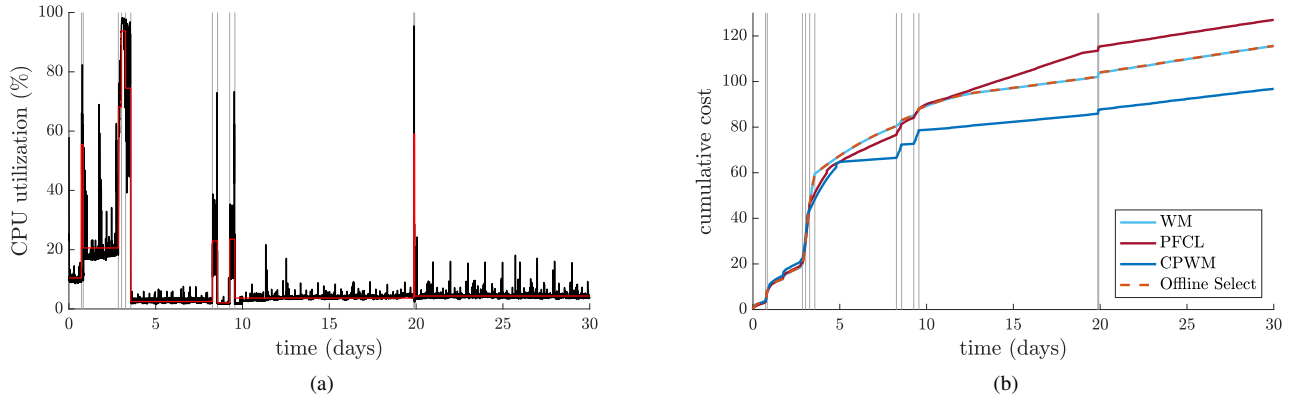 CPU utilization (%)
100
80
60
40
20
0
0 5 10 15 20 25 30
time (days)
(a)
cumulative cost
120
100
80
60
40
20
0
0 5 10 15 20 25 30
time (days)
WM
PFCL
CPWM
Offline Select
(b)